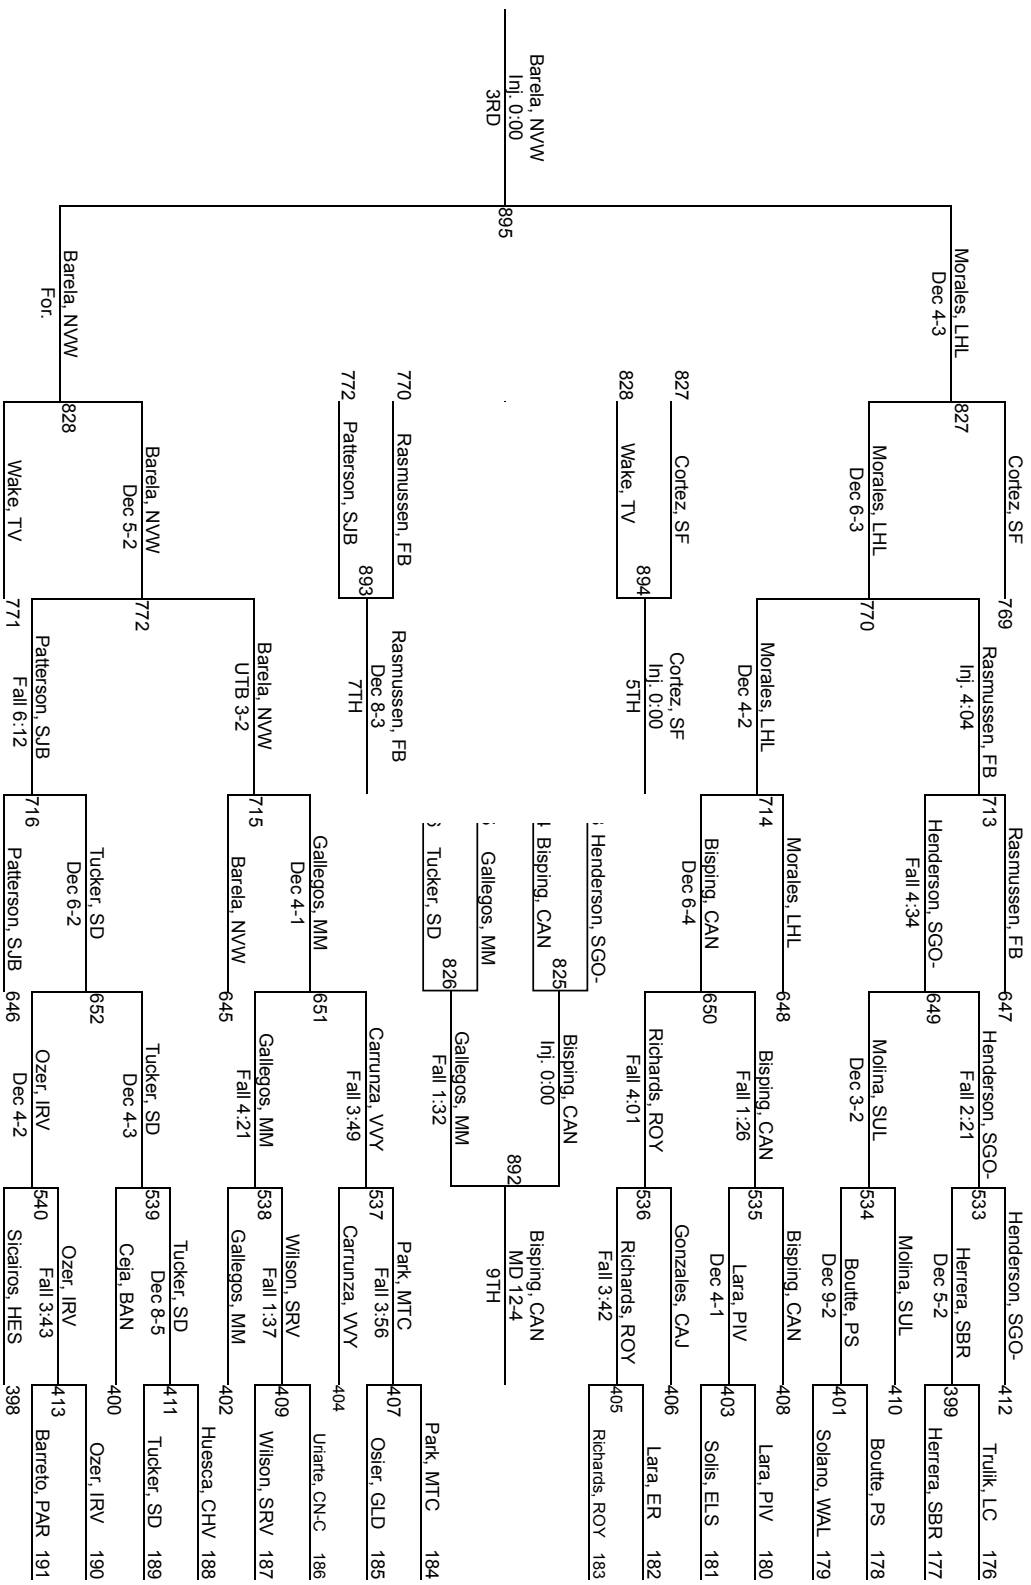 Barela, NVW
Inj. 0:00
3RD
895
Morales, LHL
Dec 4-3
Barela, NVW
For.
827
828
770
772
Cortez, SF
827
Morales, LHL
Dec 6-3
Cortez, SF
894
Wake, TV
Rasmussen, FB
893
Patterson, SJB
Barela, NVW
Dec 5-2
828
Wake, TV
769
Rasmussen, FB
Inj. 4:04
770
Morales, LHL
Dec 4-2
Cortez, SF
Inj. 0:00
5TH
Rasmussen, FB
Dec 8-3
7TH
Barela, NVW
UTB 3-2
772
Patterson, SJB
Fall 6:12
771
Rasmussen, FB
713
Henderson, SGO-
Fall 4:34
Morales, LHL
714
Bisping, CAN
Dec 6-4
Henderson, SGO-
825
Bisping, CAN
Gallegos, MM
826
Tucker, SD
Gallegos, MM
Dec 4-1
715
Barela, NVW
Tucker, SD
Dec 6-2
716
Patterson, SJB
647
Henderson, SGO-
Fall 2:21
649
Molina, SUL
Dec 3-2
648
Bisping, CAN
Fall 1:26
650
Richards, ROY
Fall 4:01
Bisping, CAN
Inj. 0:00
892
Gallegos, MM
Fall 1:32
Carrunza, VVY
Fall 3:49
651
Gallegos, MM
Fall 4:21
645
Tucker, SD
Dec 4-3
652
Ozer, IRV
Dec 4-2
646
Henderson, SGO-
533
Herrera, SBR
Dec 5-2
Molina, SUL
534
Boutte, PS
Dec 9-2
Bisping, CAN
535
Lara, PIV
Dec 4-1
Gonzales, CAJ
536
Richards, ROY
Fall 3:42
Bisping, CAN
MD 12-4
9TH
Park, MTC
Fall 3:56
537
Carrunza, VVY
Wilson, SRV
Fall 1:37
538
Gallegos, MM
Tucker, SD
Dec 8-5
539
Ceja, BAN
Ozer, IRV
Fall 3:43
540
Sicairos, HES
412
Trulik, LC 176
399
Herrera, SBR 177
410
Boutte, PS 178
401
Solano, WAL 179
408
Lara, PIV 180
403
Solis, ELS 181
406
Lara, ER 182
405
Richards, ROY 183
Park, MTC 184
407
Osier, GLD 185
404
Uriarte, CN-C 186
409
Wilson, SRV 187
402
Huesca, CHV 188
411
Tucker, SD 189
400
Ozer, IRV 190
413
Barreto, PAR 191
398